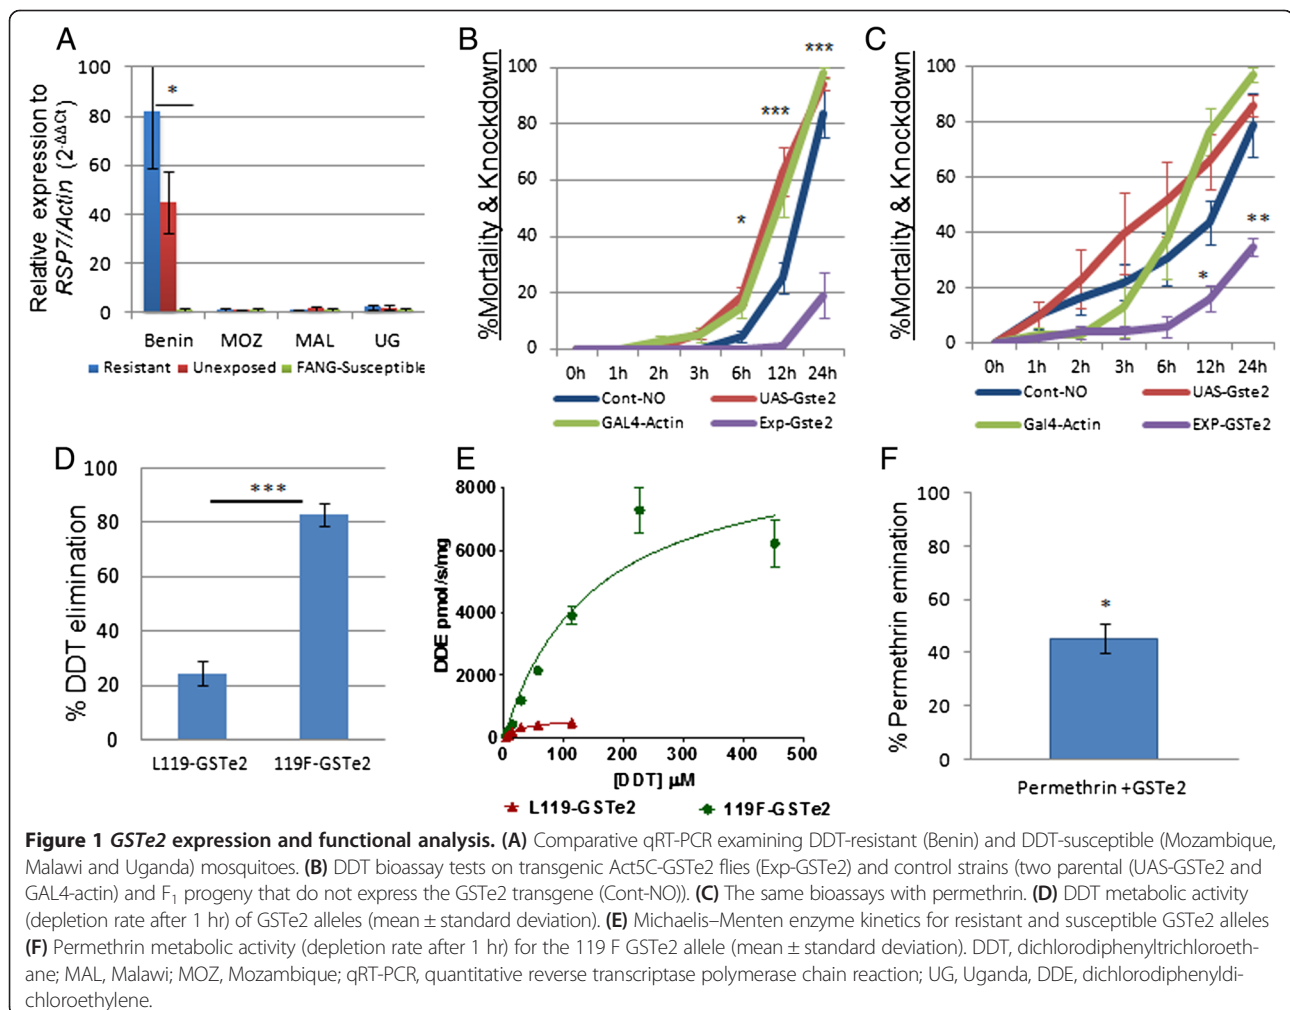 A
Relative expression to
RSP7/Actin (2-ΔΔCt)
100
80
60
40
20
0
*
Benin MOZ MAL UG
Resistant Unexposed FANG-Susceptible
B
%Mortality & Knockdown
100
80
60
40
20
0
*
***
***
0h 1h 2h 3h 6h 12h 24h
Cont-NO UAS-Gste2
GAL4-Actin Exp-Gste2
C
%Mortality & Knockdown
100
80
60
40
20
0
*
**
0h 1h 2h 3h 6h 12h 24h
Cont-NO UAS-Gste2
Gal4-Actin EXP-GSTe2
D
% DDT elimination
100
80
60
40
20
0
***
L119-GSTe2 119F-GSTe2
E
DDE pmol/s/mg
8000
6000
4000
2000
0
0 100 200 300 400 500
[DDT] µM
L119-GSTe2 119F-GSTe2
F
% Permethrin emination
100
80
60
40
20
0
*
Permethrin +GSTe2
Figure 1 GSTe2 expression and functional analysis. (A) Comparative qRT-PCR examining DDT-resistant (Benin) and DDT-susceptible (Mozambique,
Malawi and Uganda) mosquitoes. (B) DDT bioassay tests on transgenic Act5C-GSTe2 flies (Exp-GSTe2) and control strains (two parental (UAS-GSTe2 and
GAL4-actin) and F1 progeny that do not express the GSTe2 transgene (Cont-NO)). (C) The same bioassays with permethrin. (D) DDT metabolic activity
(depletion rate after 1 hr) of GSTe2 alleles (mean ± standard deviation). (E) Michaelis–Menten enzyme kinetics for resistant and susceptible GSTe2 alleles
(F) Permethrin metabolic activity (depletion rate after 1 hr) for the 119 F GSTe2 allele (mean ± standard deviation). DDT, dichlorodiphenyltrichloroeth-
ane; MAL, Malawi; MOZ, Mozambique; qRT-PCR, quantitative reverse transcriptase polymerase chain reaction; UG, Uganda, DDE, dichlorodiphenyldi-
chloroethylene.